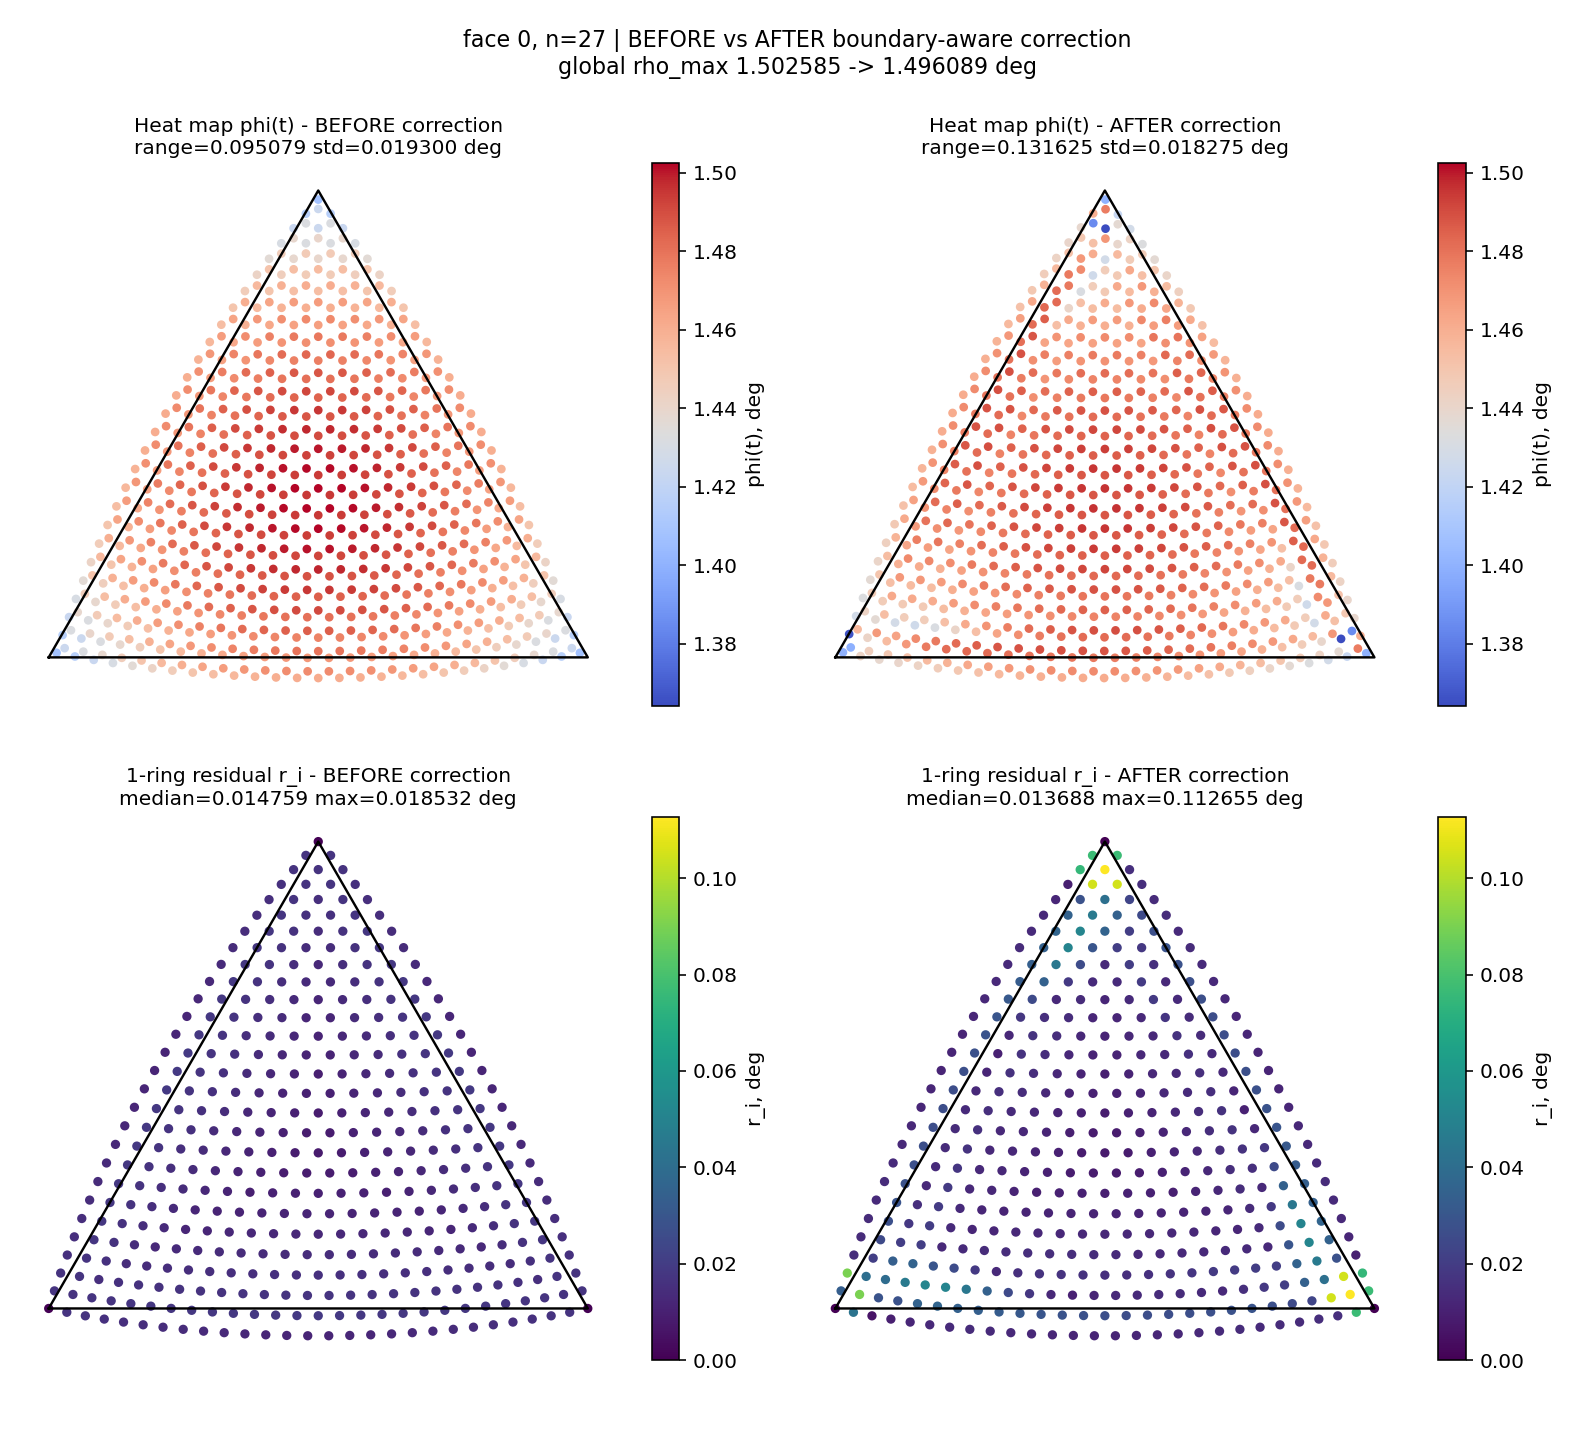 face 0, n=27 | BEFORE vs AFTER boundary-aware correction
global rho_max 1.502585 -> 1.496089 deg
Heat map phi(t) - BEFORE correction
range=0.095079 std=0.019300 deg
1.50
1.48
1.46
1.44
1.42
1.40
1.38
phi(t), deg
Heat map phi(t) - AFTER correction
range=0.131625 std=0.018275 deg
1.50
1.48
1.46
1.44
1.42
1.40
1.38
phi(t), deg
1-ring residual r_i - BEFORE correction
median=0.014759 max=0.018532 deg
0.10
0.08
0.06
0.04
0.02
0.00
r_i, deg
1-ring residual r_i - AFTER correction
median=0.013688 max=0.112655 deg
0.10
0.08
0.06
0.04
0.02
0.00
r_i, deg